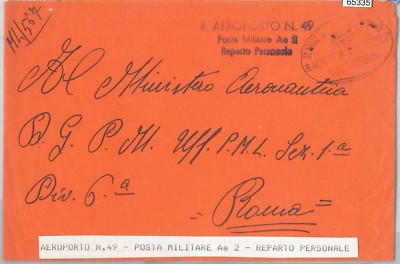 65335
R. AEROPORTO N. 49
Posta Militare Ae 2
Reparto Personale
Al Ministero Aeronautica
D. G. P. M. Uff. P.M.L. Sez. 1.a
Div. 6.a
=Roma=
AEROPORTO N.49 - POSTA MILITARE Ae 2 - REPARTO PERSONALE